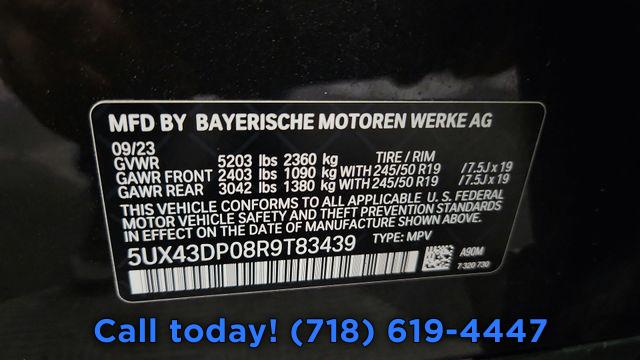 MFD BY BAYERISCHE MOTOREN WERKE AG
09/23
GVWR 5203 lbs 2360 kg TIRE / RIM
GAWR FRONT 2403 lbs 1090 kg WITH 245/50 R19 / 7.5J x 19
GAWR REAR 3042 lbs 1380 kg WITH 245/50 R19 / 7.5J x 19
THIS VEHICLE CONFORMS TO ALL APPLICABLE U. S. FEDERAL
MOTOR VEHICLE SAFETY AND THEFT PREVENTION STANDARDS
IN EFFECT ON THE DATE OF MANUFACTURE SHOWN ABOVE.
5UX43DP08R9T83439 TYPE: MPV
A90M
7 320 730
Call today! (718) 619-4447